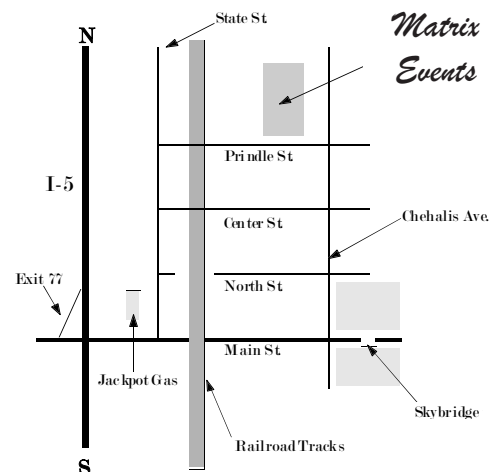 State St.
N
Matrix
Events
Prindle St.
I-5
Center St.
Chehalis Ave.
Exit 77
North St.
Main St.
Jackpot Gas
Skybridge
Railroad Tracks
S